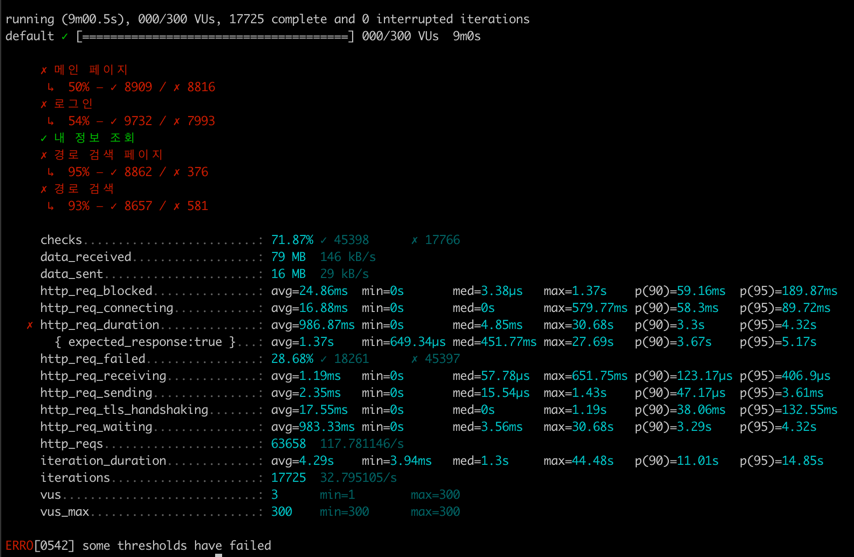 running (9m00.5s), 000/300 VUs, 17725 complete and 0 interrupted iterations
default ✓ [======================================] 000/300 VUs  9m0s
✗ 메인 페이지
↳  50% — ✓ 8909 / ✗ 8816
✗ 로그인
↳  54% — ✓ 9732 / ✗ 7993
✓ 내 정보 조회
✗ 경로 검색 페이지
↳  95% — ✓ 8862 / ✗ 376
✗ 경로 검색
↳  93% — ✓ 8657 / ✗ 581
checks.........................: 71.87% ✓ 45398      ✗ 17766
data_received..................: 79 MB  146 kB/s
data_sent......................: 16 MB  29 kB/s
http_req_blocked...............: avg=24.86ms  min=0s       med=3.38µs   max=1.37s    p(90)=59.16ms  p(95)=189.87ms
http_req_connecting............: avg=16.88ms  min=0s       med=0s       max=579.77ms p(90)=58.3ms   p(95)=89.72ms
✗ http_req_duration..............: avg=986.87ms min=0s       med=4.85ms   max=30.68s   p(90)=3.3s     p(95)=4.32s
{ expected_response:true }...: avg=1.37s    min=649.34µs med=451.77ms max=27.69s   p(90)=3.67s    p(95)=5.17s
http_req_failed................: 28.68% ✓ 18261      ✗ 45397
http_req_receiving.............: avg=1.19ms   min=0s       med=57.78µs  max=651.75ms p(90)=123.17µs p(95)=406.9µs
http_req_sending...............: avg=2.35ms   min=0s       med=15.54µs  max=1.43s    p(90)=47.17µs  p(95)=3.61ms
http_req_tls_handshaking.......: avg=17.55ms  min=0s       med=0s       max=1.19s    p(90)=38.06ms  p(95)=132.55ms
http_req_waiting...............: avg=983.33ms min=0s       med=3.56ms   max=30.68s   p(90)=3.29s    p(95)=4.32s
http_reqs......................: 63658  117.781146/s
iteration_duration.............: avg=4.29s    min=3.94ms   med=1.3s     max=44.48s   p(90)=11.01s   p(95)=14.85s
iterations.....................: 17725  32.795105/s
vus............................: 3      min=1        max=300
vus_max........................: 300    min=300      max=300
ERRO[0542] some thresholds have failed